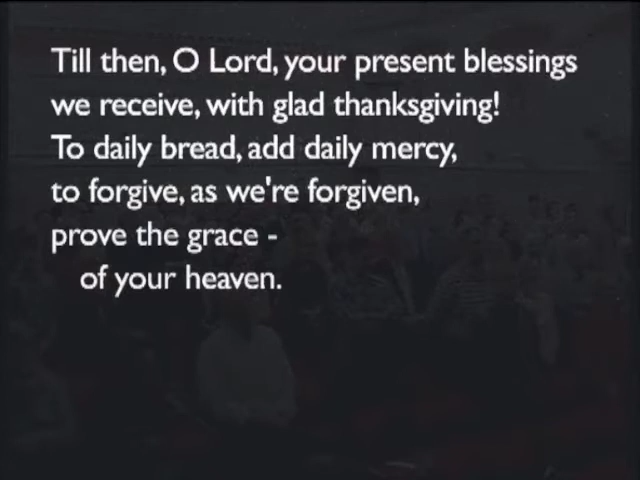 Till then, O Lord, your present blessings
we receive, with glad thanksgiving!
To daily bread, add daily mercy,
to forgive, as we're forgiven,
prove the grace -
of your heaven.